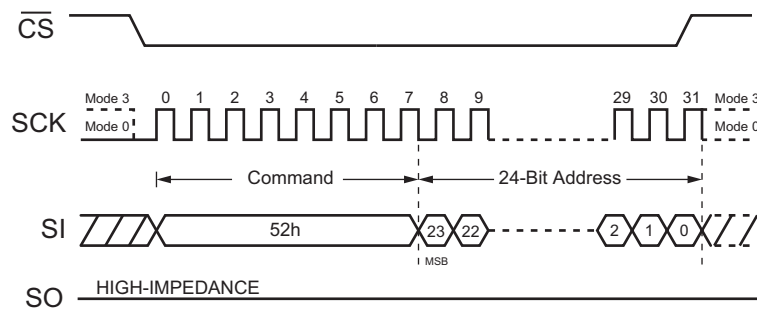 CS
0 1 2 3 4 5 6 7 8 9 29 30 31
Mode 3 Mode 3
SCK
Mode 0 Mode 0
Command 24-Bit Address
SI 52h 23 22 2 1 0
MSB
SO HIGH-IMPEDANCE